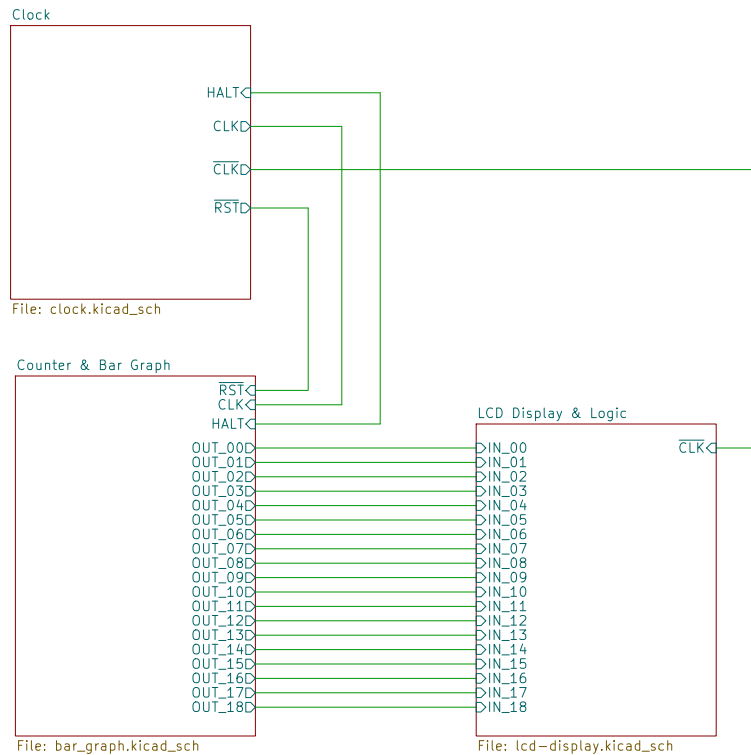 Clock
HALT
CLK
CLK
RST
File: clock.kicad_sch
Counter & Bar Graph
RST
CLK
HALT
OUT_00
OUT_01
OUT_02
OUT_03
OUT_04
OUT_05
OUT_06
OUT_07
OUT_08
OUT_09
OUT_10
OUT_11
OUT_12
OUT_13
OUT_14
OUT_15
OUT_16
OUT_17
OUT_18
File: bar_graph.kicad_sch
LCD Display & Logic
CLK
IN_00
IN_01
IN_02
IN_03
IN_04
IN_05
IN_06
IN_07
IN_08
IN_09
IN_10
IN_11
IN_12
IN_13
IN_14
IN_15
IN_16
IN_17
IN_18
File: lcd-display.kicad_sch